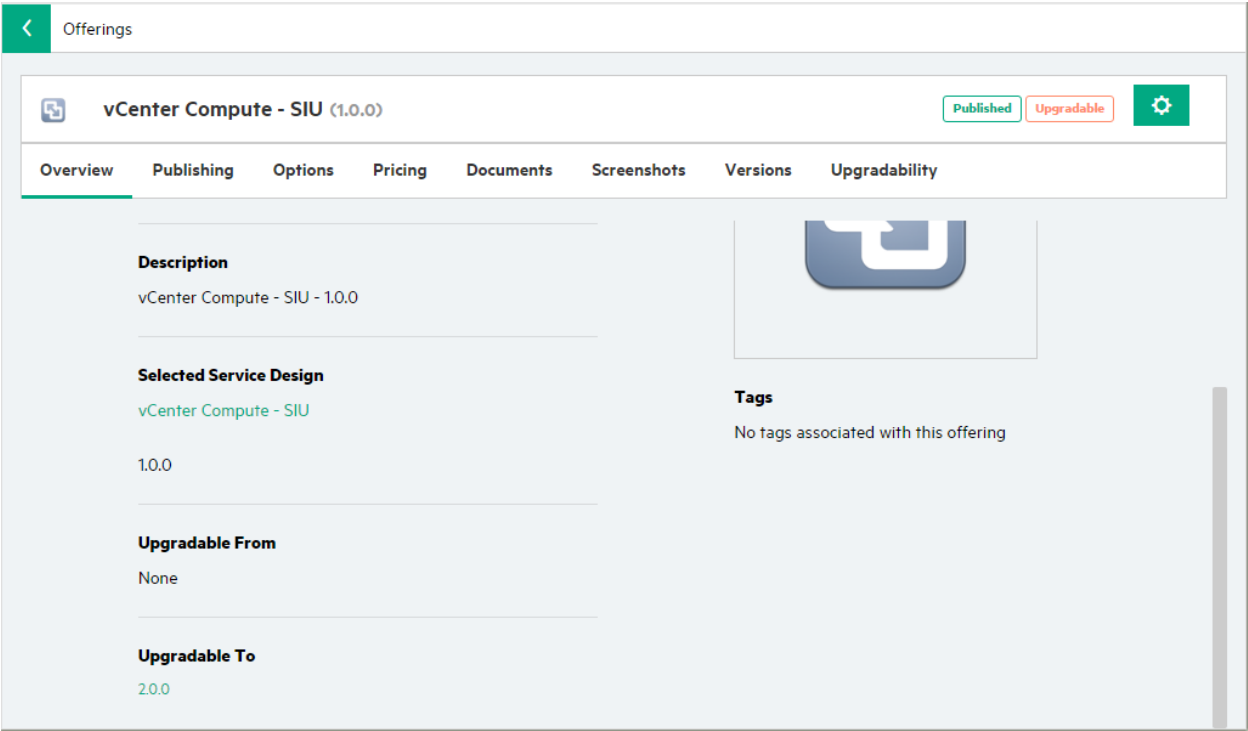 Offerings
vCenter Compute - SIU (1.0.0)
Published
Upgradable
Overview Publishing Options Pricing Documents Screenshots Versions Upgradability
Description
vCenter Compute - SIU - 1.0.0
Selected Service Design
vCenter Compute - SIU
1.0.0
Upgradable From
None
Upgradable To
2.0.0
Tags
No tags associated with this offering